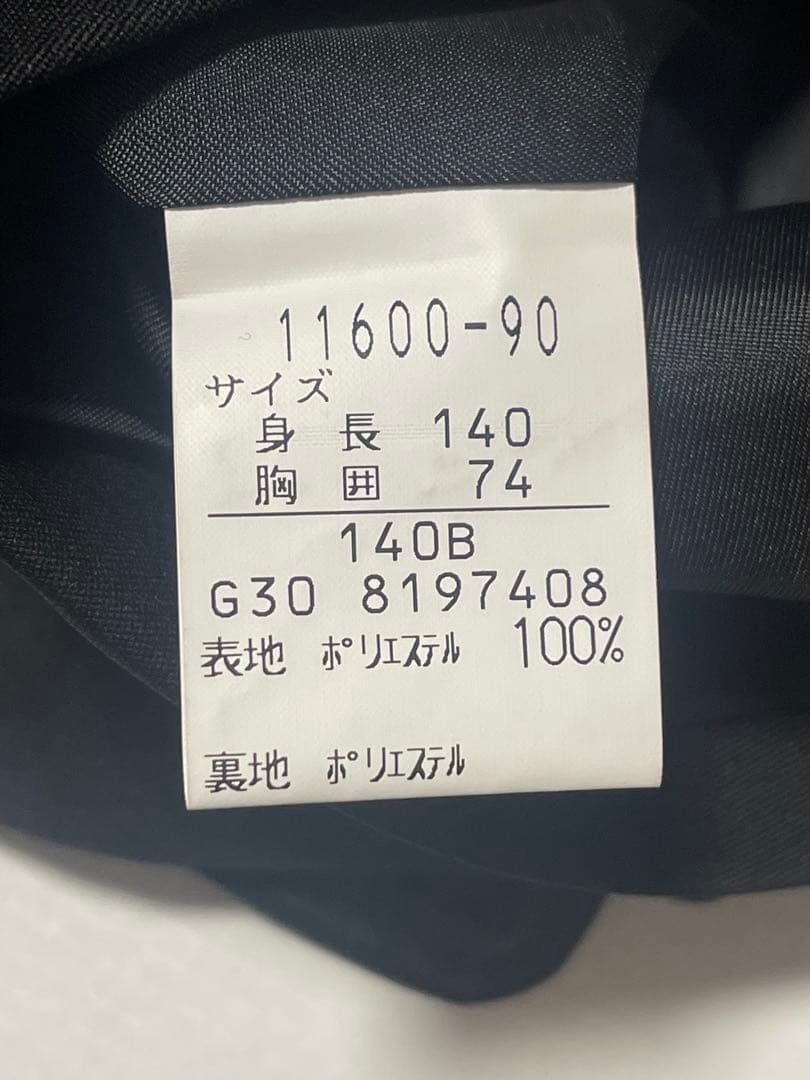 11600-90
サイズ
身長 140
胸囲 74
140B
G30 8197408
表地 ポリエステル 100%
裏地 ポリエステル